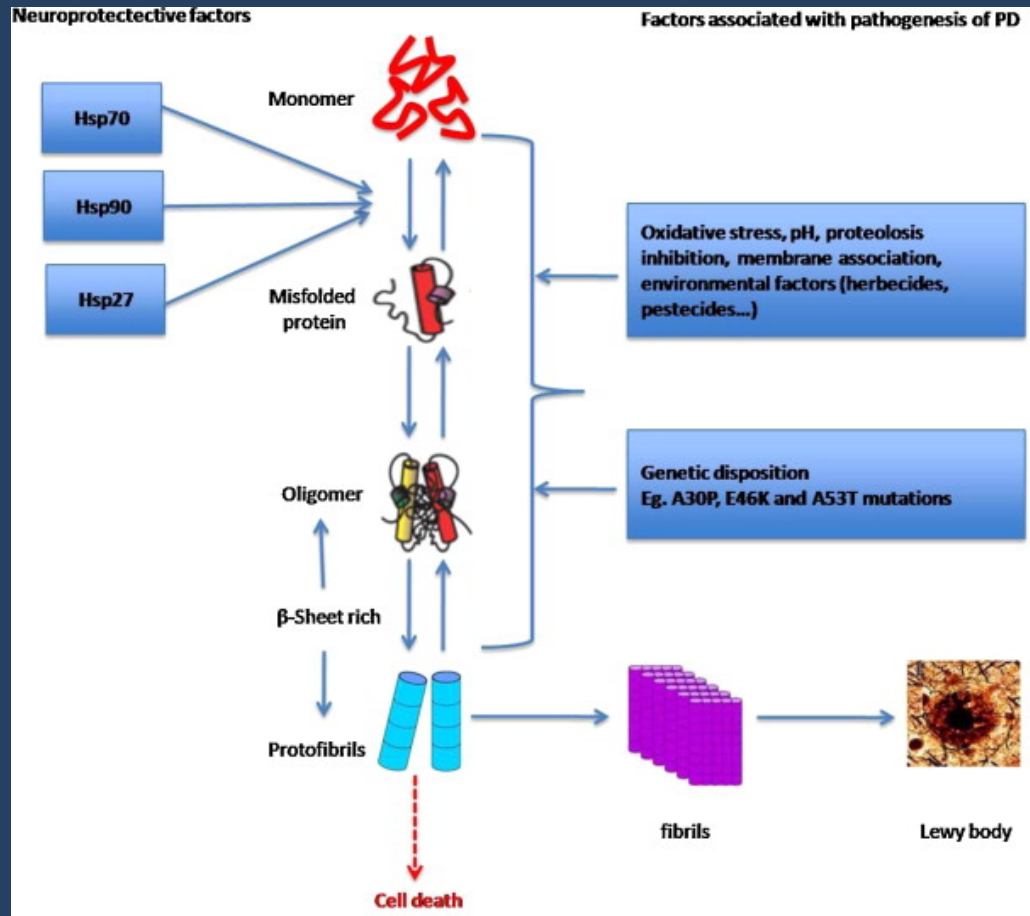 Neuroprotectective factors
Factors associated with pathogenesis of PD
Hsp70
Hsp90
Hsp27
Monomer
Misfolded
protein
Oligomer
β-Sheet rich
Protofibrils
Cell death
Oxidative stress, pH, proteolosis
inhibition, membrane association,
environmental factors (herbecides,
pestecides...)
Genetic disposition
Eg. A30P, E46K and A53T mutations
fibrils
Lewy body